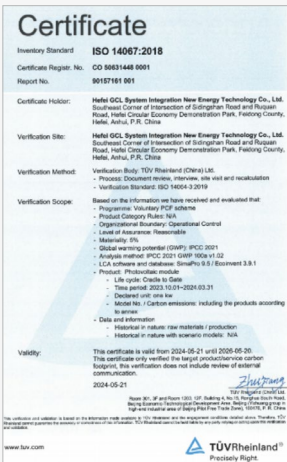 Certificate
Inventory Standard ISO 14067:2018
Certificate Registr. No. CO 50631448 0001
Report No. 90157161 001
Certificate Holder: Hefei GCL System Integration New Energy Technology Co., Ltd.
Southeast Corner of Intersection of Sidingshan Road and Ruquan
Road, Hefei Circular Economy Demonstration Park, Feidong County,
Hefei, Anhui, P.R. China
Verification Site: Hefei GCL System Integration New Energy Technology Co., Ltd.
Southeast Corner of Intersection of Sidingshan Road and Ruquan
Road, Hefei Circular Economy Demonstration Park, Feidong County,
Hefei, Anhui, P.R. China
Verification Method: Verification Body: TÜV Rheinland (China) Ltd.
- Process: Document review, interview, site visit and recalculation
- Verification Standard: ISO 14064-3:2019
Verification Scope: Based on the information we have received and evaluated that:
- Programme: Voluntary PCF scheme
- Product Category Rules: N/A
- Organizational Boundary: Operational Control
- Level of Assurance: Reasonable
- Materiality: 5%
- Global warming potential (GWP): IPCC 2021
- Analysis method: IPCC 2021 GWP 100a v1.02
- LCA software and database: SimaPro 9.5 / Ecoinvent 3.9.1
- Product: Photovoltaic module
- Life cycle: Cradle to Gate
- Time period: 2023.10.01~2024.03.31
- Declared unit: one kw
- Model No. / Carbon emissions: including the products according
to annex
- Data and information
- Historical in nature: raw materials / production
- Historical in nature with scenario models: N/A
Validity: This certificate is valid from 2024-05-21 until 2026-05-20.
This certificate only verified the target product/service carbon
footprint, this verification does not include review of external
communication.
2024-05-21
TÜV Rheinland (China) Ltd.
www.tuv.com
TÜVRheinland®
Precisely Right.